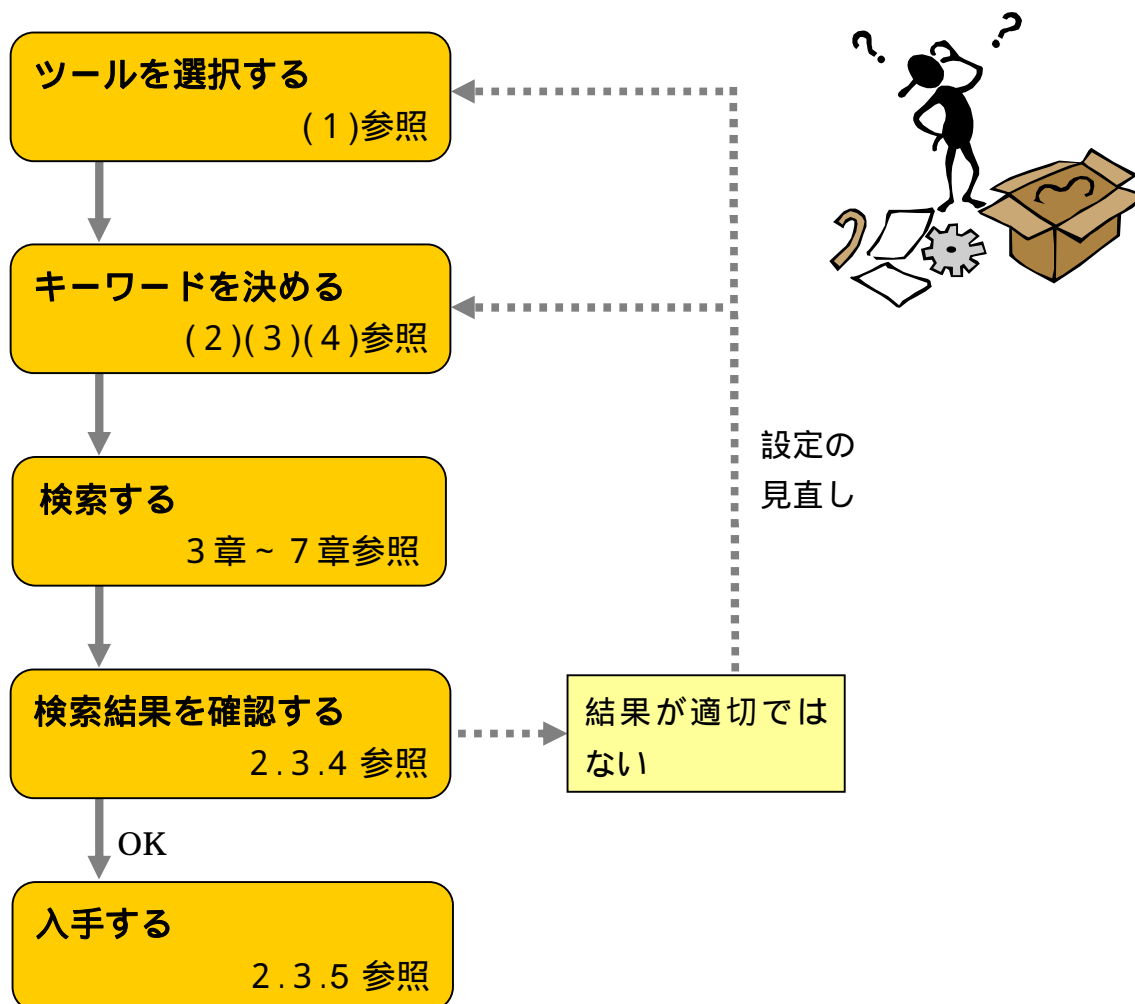 ツールを選択する
(1)参照
キーワードを決める
(2)(3)(4)参照
設定の
見直し
検索する
3章~7章参照
検索結果を確認する
2.3.4 参照
結果が適切では
ない
OK
入手する
2.3.5 参照